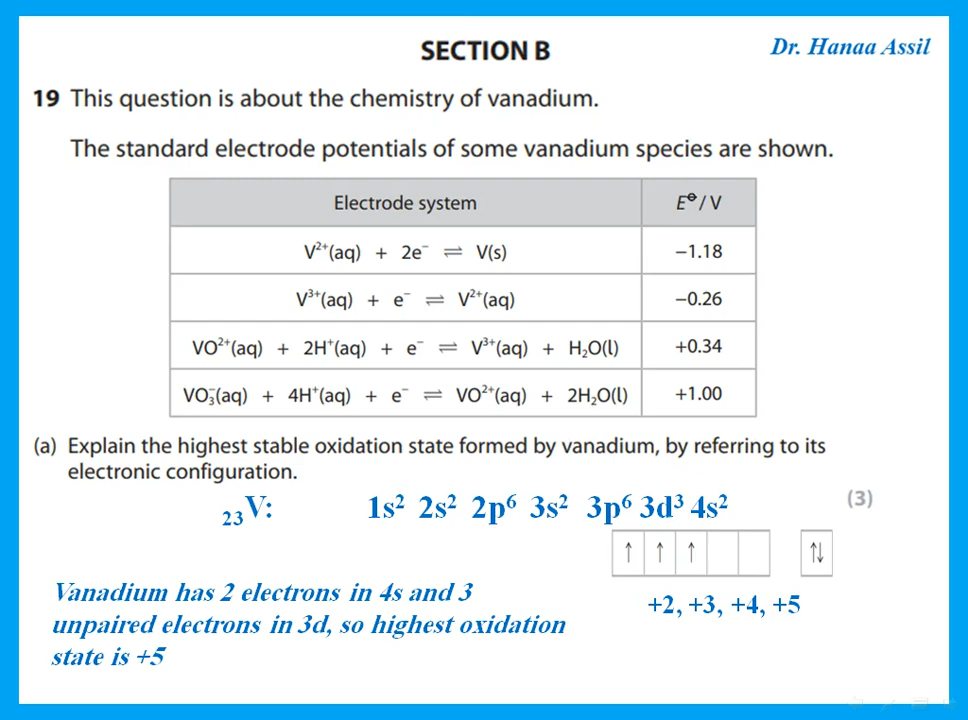 SECTION B
Dr. Hanaa Assil
19 This question is about the chemistry of vanadium.
The standard electrode potentials of some vanadium species are shown.
Electrode system E⦵ / V
V²⁺(aq) + 2e⁻ ⇌ V(s) −1.18
V³⁺(aq) + e⁻ ⇌ V²⁺(aq) −0.26
VO²⁺(aq) + 2H⁺(aq) + e⁻ ⇌ V³⁺(aq) + H₂O(l) +0.34
VO₃⁻(aq) + 4H⁺(aq) + e⁻ ⇌ VO²⁺(aq) + 2H₂O(l) +1.00
(a) Explain the highest stable oxidation state formed by vanadium, by referring to its
electronic configuration.
(3)
₂₃V: 1s² 2s² 2p⁶ 3s² 3p⁶ 3d³ 4s²
↑ ↑ ↑ ↑↓
Vanadium has 2 electrons in 4s and 3
unpaired electrons in 3d, so highest oxidation
state is +5
+2, +3, +4, +5